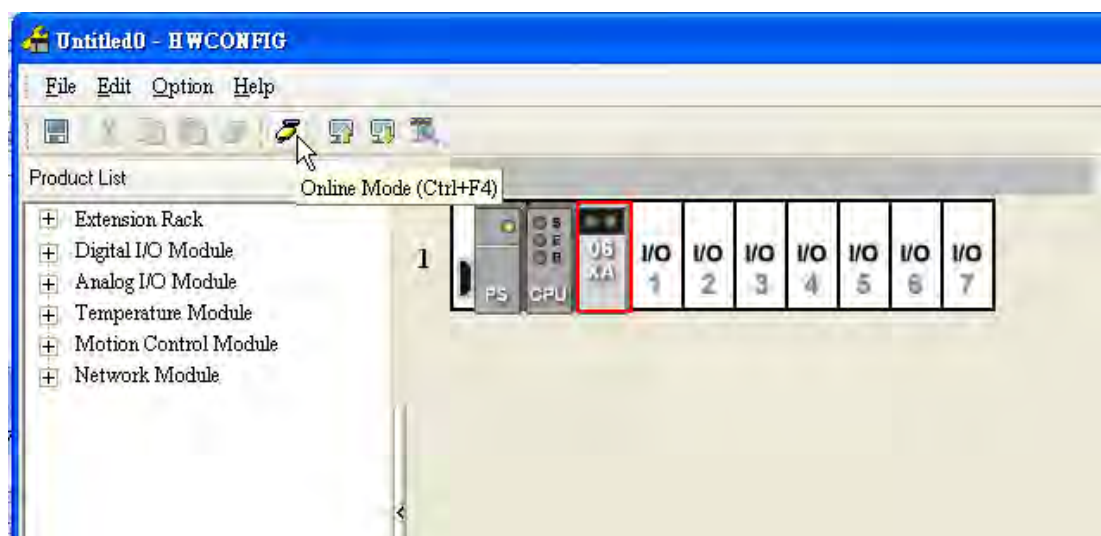 Untitled0 - HWCONFIG
File Edit Option Help
Product List
Online Mode (Ctrl+F4)
+ Extension Rack
+ Digital I/O Module
+ Analog I/O Module
+ Temperature Module
+ Motion Control Module
+ Network Module
1
PS
S
E
B
CPU
06
XA
I/O I/O I/O I/O I/O I/O I/O
1 2 3 4 5 6 7